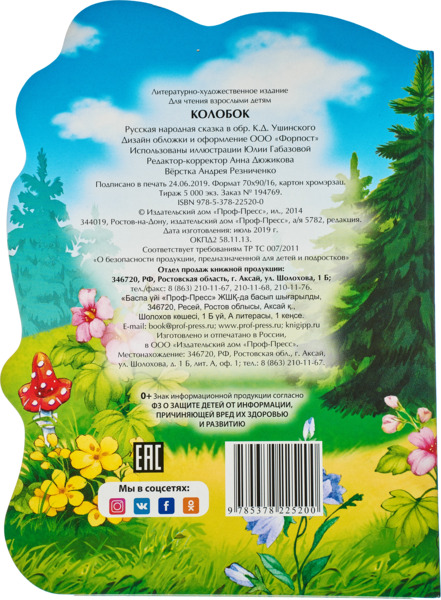 Литературно-художественное издание
Для чтения взрослыми детям
КОЛОБОК
Русская народная сказка в обр. К.Д. Ушинского
Дизайн обложки и оформление ООО «Форпост»
Использованы иллюстрации Юлии Габазовой
Редактор-корректор Анна Дюжикова
Вёрстка Андрея Резниченко
Подписано в печать 24.06.2019. Формат 70х90/16, картон хромэрзац.
Тираж 5 000 экз. Заказ № 194769.
ISBN 978-5-378-22520-0
© Издательский дом «Проф-Пресс», ил., 2014
344019, Ростов-на-Дону, Издательский дом «Проф-Пресс», а/я 5782, редакция.
Дата изготовления: июль 2019 г.
ОКПД2 58.11.13.
Соответствует требованиям ТР ТС 007/2011
«О безопасности продукции, предназначенной для детей и подростков»
Отдел продаж книжной продукции:
346720, РФ, Ростовская область, г. Аксай, ул. Шолохова, 1 Б;
тел./факс: 8 (863) 210-11-67, 210-11-68, 210-11-76.
«Баспа үйі «Проф-Пресс» ЖШҚ-да басып шығарылды,
346720, Ресей, Ростов облысы, Аксай қ.,
Шолохов көшесі, 1 Б үй, А литерасы, 1 кеңсе.
E-mail: book@prof-press.ru; www.prof-press.ru; knigipp.ru
Изготовлено и отпечатано в России,
в ООО «Издательский дом «Проф-Пресс».
Местонахождение: 346720, РФ, Ростовская обл., г. Аксай,
ул. Шолохова, д. 1 Б, лит. А, оф. 1; тел.: 8 (863) 210-11-67.
0+ Знак информационной продукции согласно
ФЗ О ЗАЩИТЕ ДЕТЕЙ ОТ ИНФОРМАЦИИ,
ПРИЧИНЯЮЩЕЙ ВРЕД ИХ ЗДОРОВЬЮ
И РАЗВИТИЮ
EAC
Мы в соцсетях:
9 785378 225200